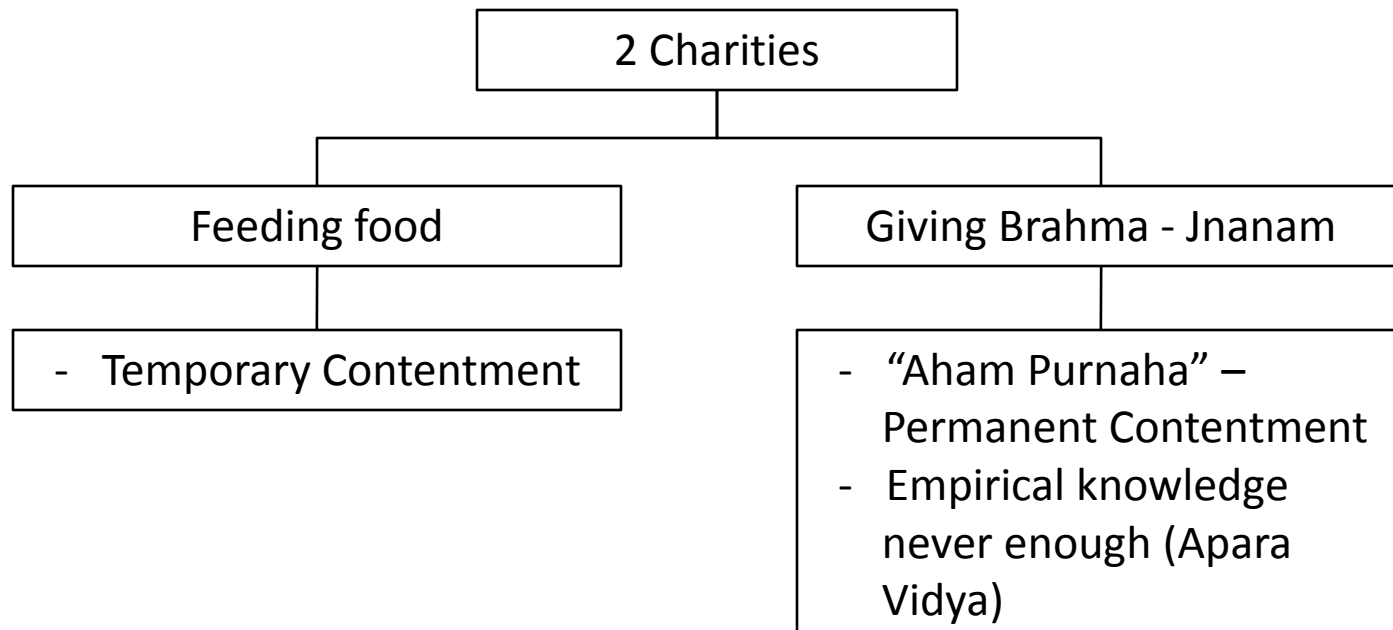 2 Charities
Feeding food
Giving Brahma - Jnanam
- Temporary Contentment
- “Aham Purnaha” –
Permanent Contentment
- Empirical knowledge
never enough (Apara
Vidya)